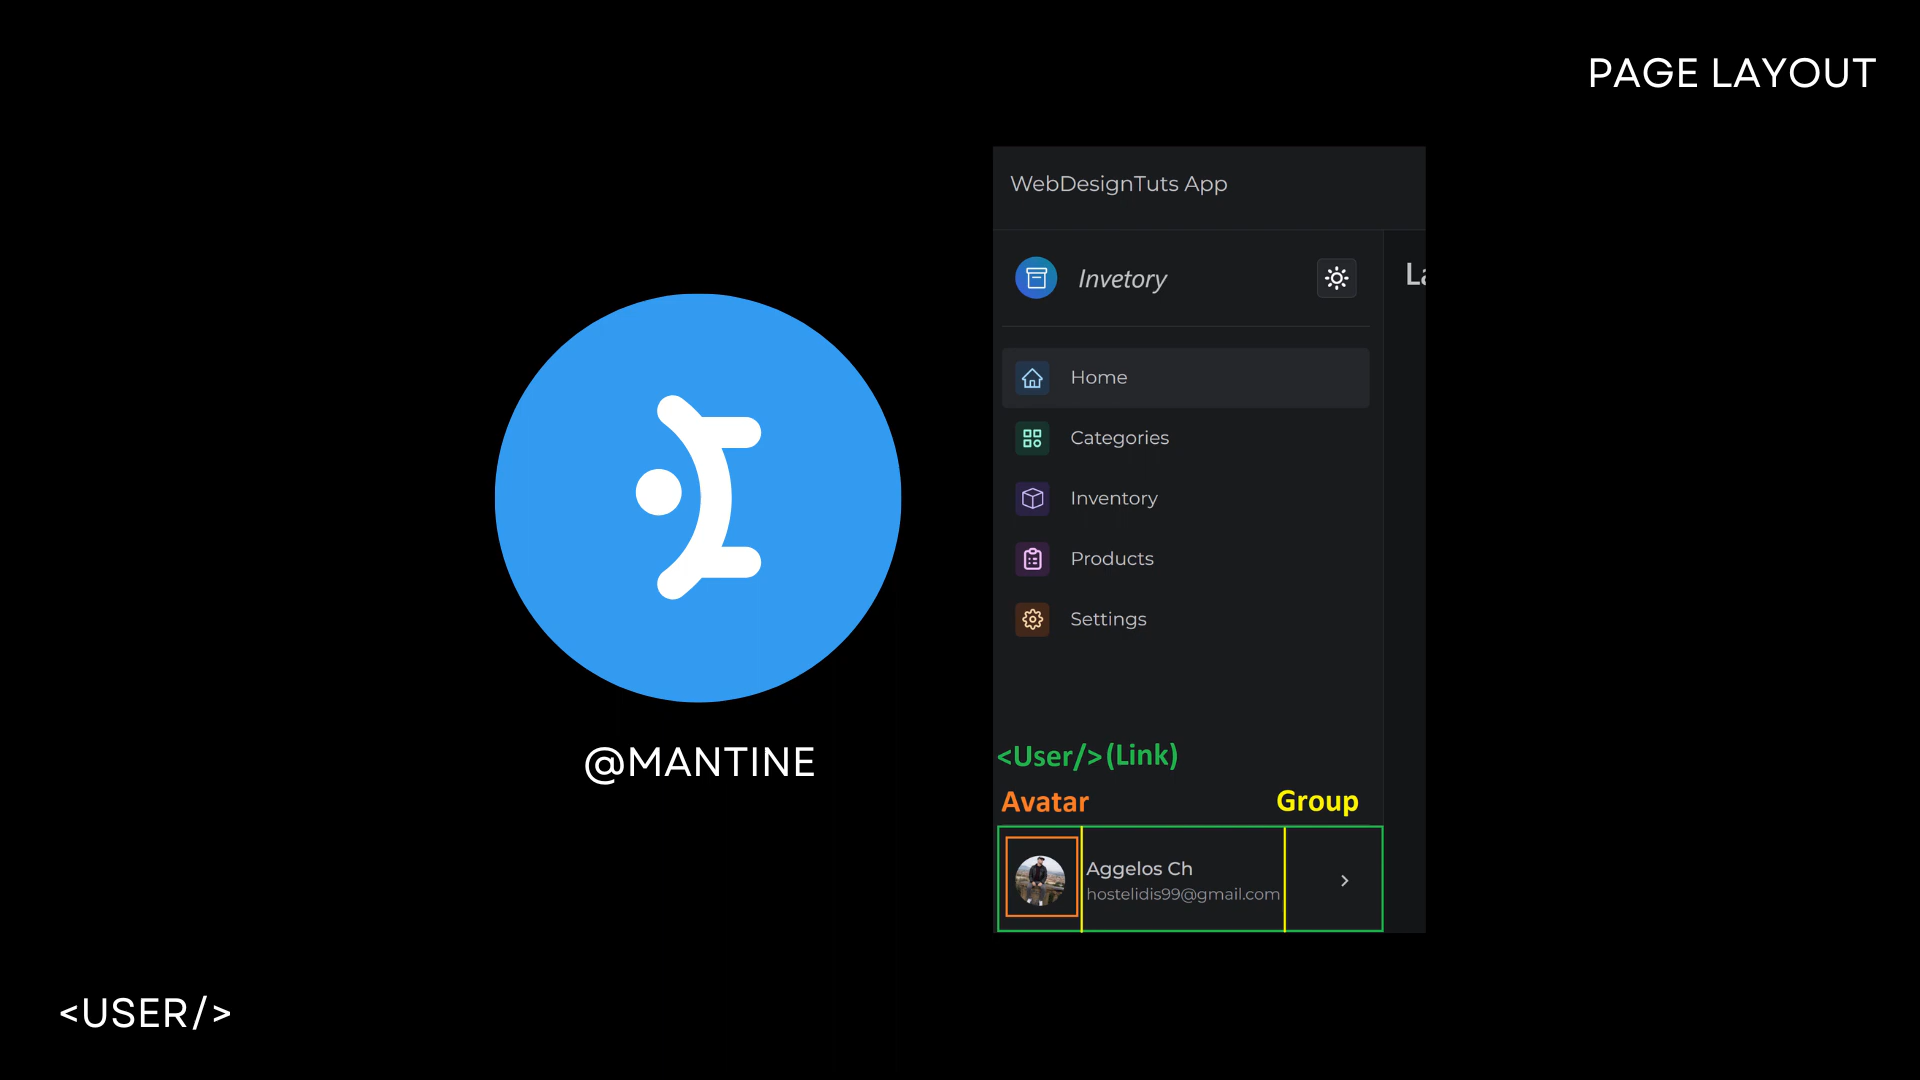 PAGE LAYOUT
WebDesignTuts App
Invetory
La
Home
Categories
Inventory
Products
Settings
@MANTINE
<User/>(Link)
Avatar
Group
Aggelos Ch
hostelidis99@gmail.com
<USER/>